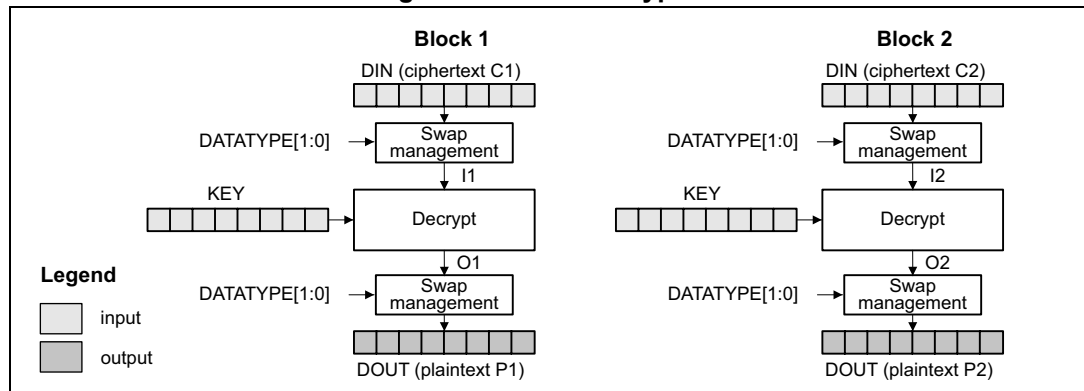 Block 1
DIN (ciphertext C1)
DATATYPE[1:0]
Swap
management
I1
KEY
Decrypt
O1
DATATYPE[1:0]
Swap
management
DOUT (plaintext P1)
Block 2
DIN (ciphertext C2)
DATATYPE[1:0]
Swap
management
I2
KEY
Decrypt
O2
DATATYPE[1:0]
Swap
management
DOUT (plaintext P2)
Legend
input
output